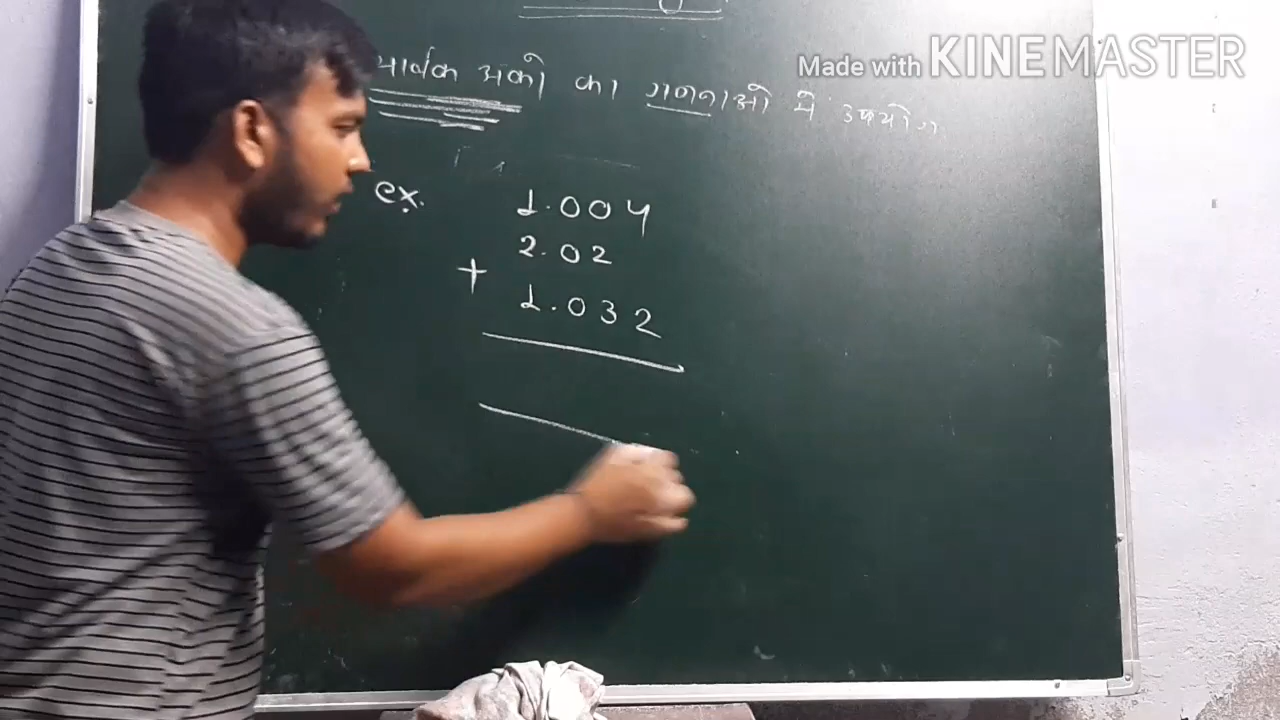 Made with KINEMASTER
सार्थक अंको का गणनाओ में उपयोग
ex. 1.004
2.02
+ 1.032